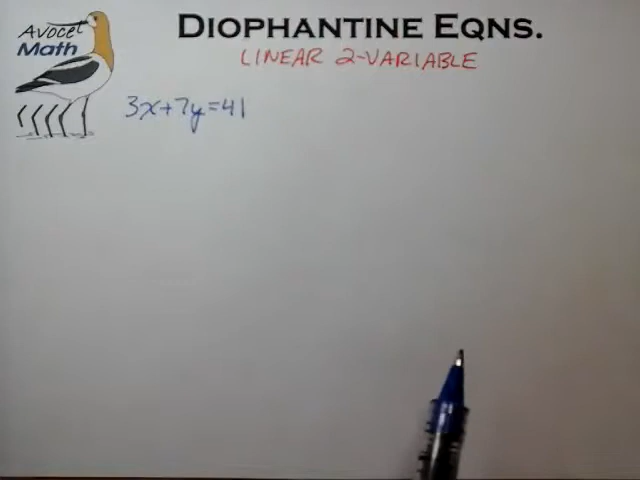 Avocet
Math
DIOPHANTINE EQNS.
LINEAR 2-VARIABLE
3x+7y=41